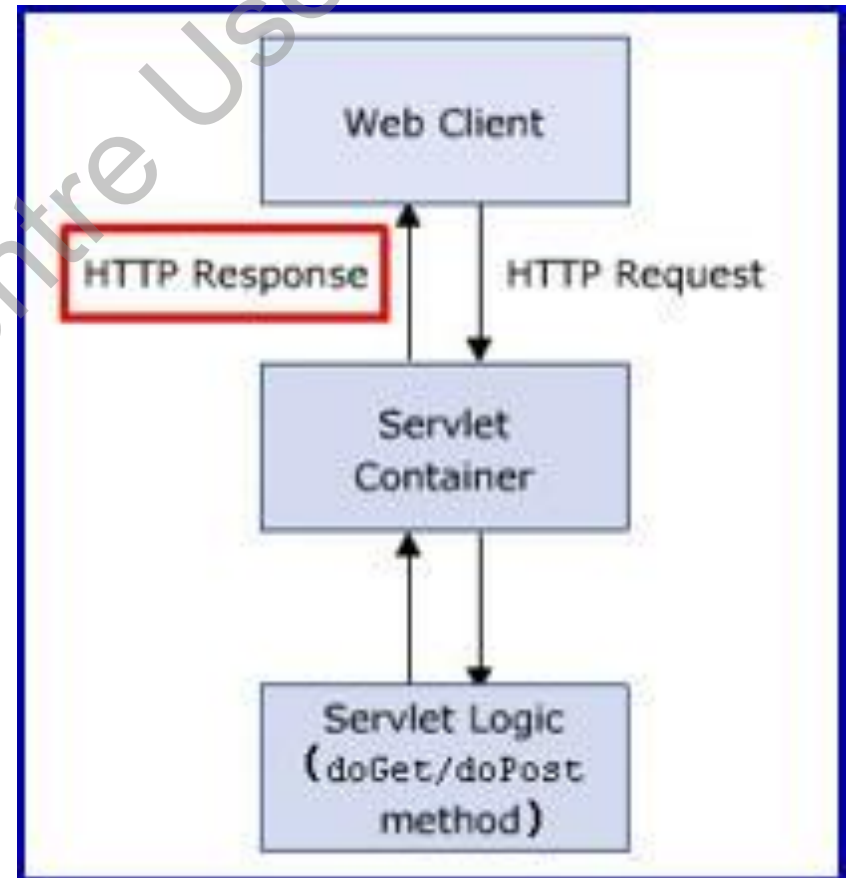 Web Client
HTTP Response
HTTP Request
Servlet
Container
Servlet Logic
(doGet/doPost
method)